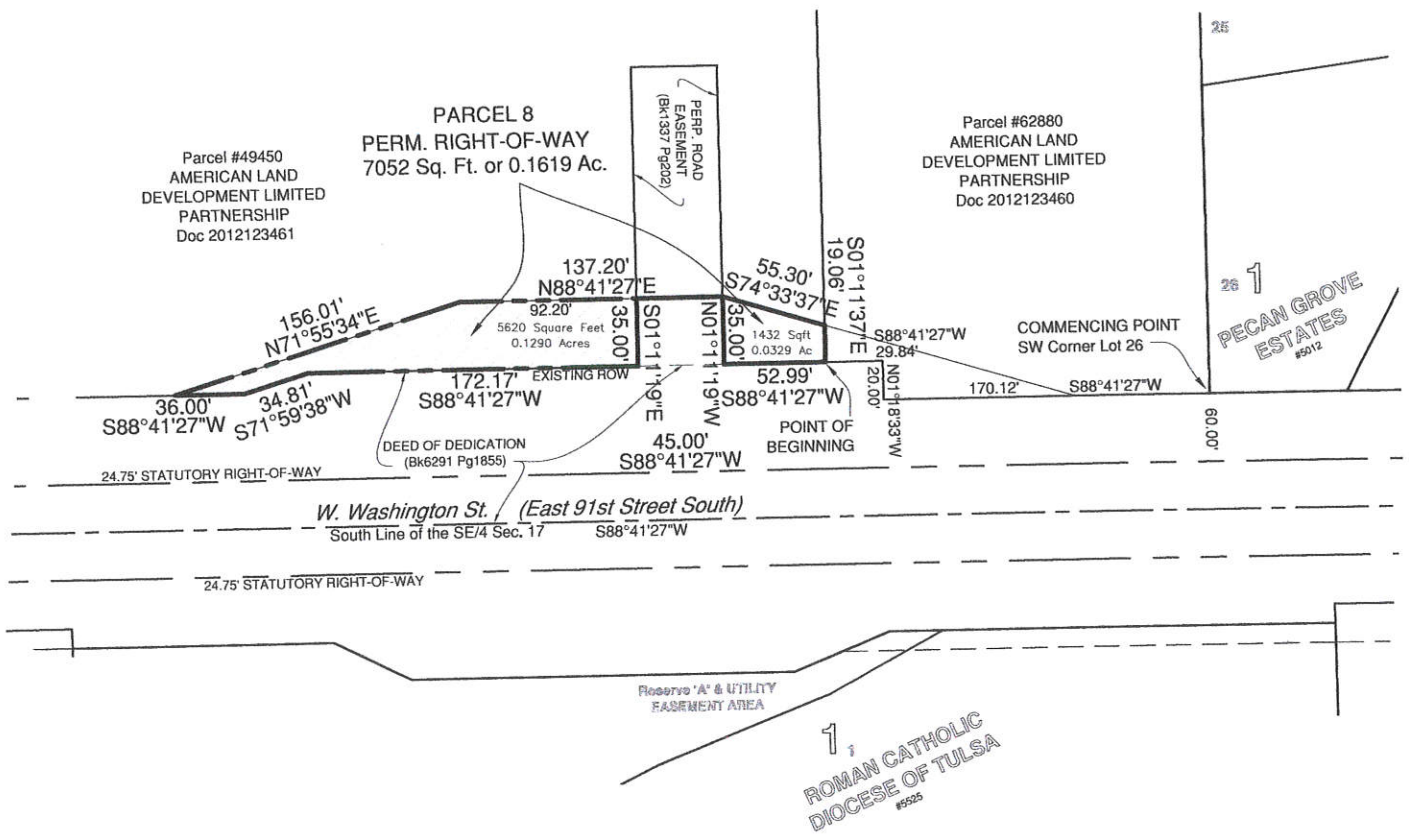 25
PARCEL 8
PERM. RIGHT-OF-WAY
7052 Sq. Ft. or 0.1619 Ac.
Parcel #49450
AMERICAN LAND
DEVELOPMENT LIMITED
PARTNERSHIP
Doc 2012123461
PERP. ROAD
EASEMENT
(Bk1337 Pg202)
Parcel #62880
AMERICAN LAND
DEVELOPMENT LIMITED
PARTNERSHIP
Doc 2012123460
156.01'
N71°55'34"E
137.20'
N88°41'27"E
92.20'
5620 Square Feet
0.1290 Acres
35.00'
S01°11'19"E
N01°11'19"W
35.00'
55.30'
S74°33'37"E
1432 Sqft
0.0329 Ac
S01°11'37"E
19.06'
S88°41'27"W
29.84'
20.00'
N01°18'33"W
COMMENCING POINT
SW Corner Lot 26
26 1
PECAN GROVE
ESTATES
#5012
36.00'
S88°41'27"W
34.81'
S71°59'38"W
172.17'
S88°41'27"W
EXISTING ROW
52.99'
S88°41'27"W
170.12'
S88°41'27"W
60.00'
POINT OF
BEGINNING
DEED OF DEDICATION
(Bk6291 Pg1855)
45.00'
S88°41'27"W
24.75' STATUTORY RIGHT-OF-WAY
W. Washington St. (East 91st Street South)
South Line of the SE/4 Sec. 17
S88°41'27"W
24.75' STATUTORY RIGHT-OF-WAY
Reserve 'A' & UTILITY
EASEMENT AREA
1 1
ROMAN CATHOLIC
DIOCESE OF TULSA
#5525